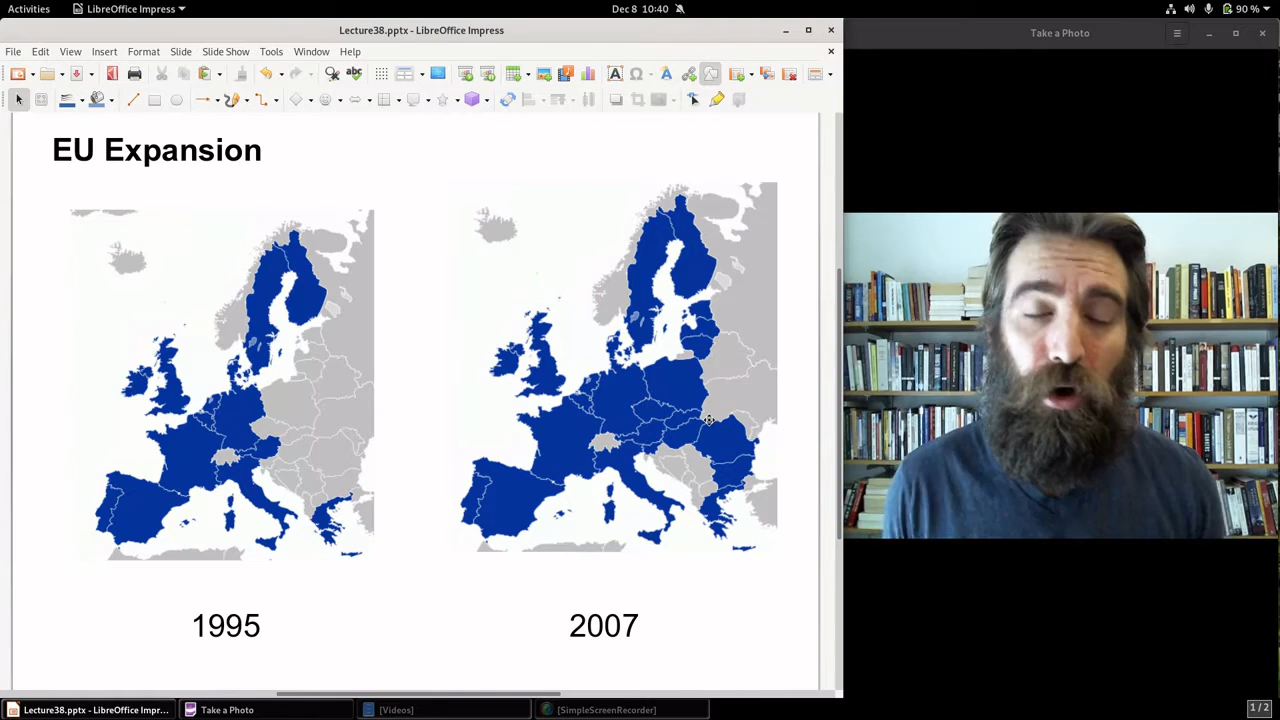 Activities LibreOffice Impress Dec 8 10:40 90 %
Lecture38.pptx - LibreOffice Impress
Take a Photo
File Edit View Insert Format Slide Slide Show Tools Window Help
EU Expansion
1995
2007
Lecture38.pptx - LibreOffice Impr... Take a Photo [Videos] [SimpleScreenRecorder] 1 / 2